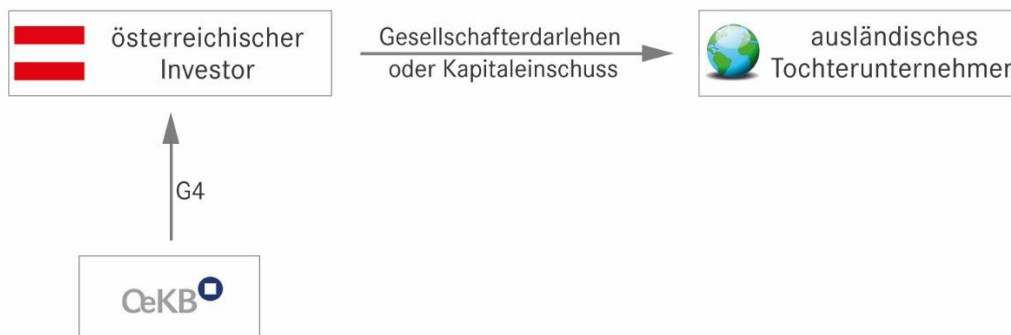 österreichischer
Investor
Gesellschafterdarlehen
oder Kapitaleinschuss
ausländisches
Tochterunternehmen
G4
OeKB